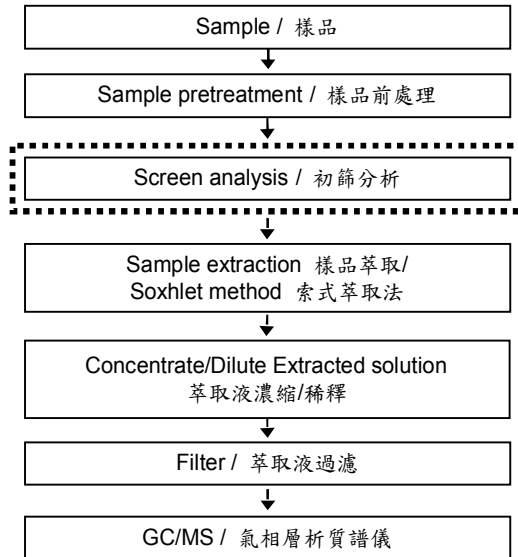 Sample / 樣品
Sample pretreatment / 樣品前處理
Screen analysis / 初篩分析
Sample extraction 樣品萃取/
Soxhlet method 索式萃取法
Concentrate/Dilute Extracted solution
萃取液濃縮/稀釋
Filter / 萃取液過濾
GC/MS / 氣相層析質譜儀